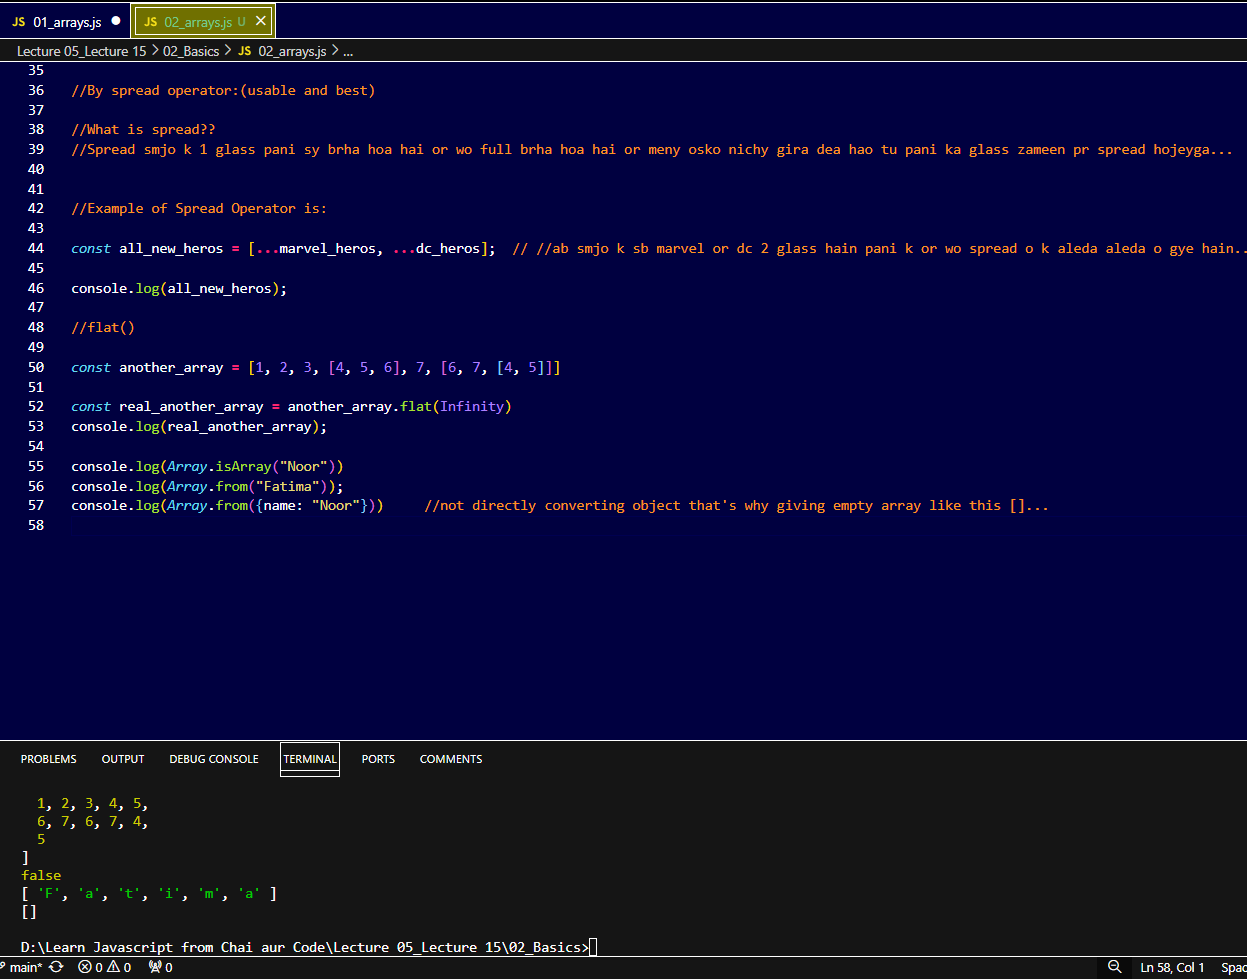 JS 01_arrays.js ● JS 02_arrays.js U ×
Lecture 05_Lecture 15 > 02_Basics > JS 02_arrays.js > ...
35
36 //By spread operator:(usable and best)
37
38 //What is spread??
39 //Spread smjo k 1 glass pani sy brha hoa hai or wo full brha hoa hai or meny osko nichy gira dea hao tu pani ka glass zameen pr spread hojeyga...
40
41
42 //Example of Spread Operator is:
43
44 const all_new_heros = [...marvel_heros, ...dc_heros]; // //ab smjo k sb marvel or dc 2 glass hain pani k or wo spread o k aleda aleda o gye hain..
45
46 console.log(all_new_heros);
47
48 //flat()
49
50 const another_array = [1, 2, 3, [4, 5, 6], 7, [6, 7, [4, 5]]]
51
52 const real_another_array = another_array.flat(Infinity)
53 console.log(real_another_array);
54
55 console.log(Array.isArray("Noor"))
56 console.log(Array.from("Fatima"));
57 console.log(Array.from({name: "Noor"})) //not directly converting object that's why giving empty array like this []...
58
PROBLEMS OUTPUT DEBUG CONSOLE TERMINAL PORTS COMMENTS
1, 2, 3, 4, 5,
6, 7, 6, 7, 4,
5
]
false
[ 'F', 'a', 't', 'i', 'm', 'a' ]
[]
D:\Learn Javascript from Chai aur Code\Lecture 05_Lecture 15\02_Basics>
main* 0 0 0 Ln 58, Col 1 Spac